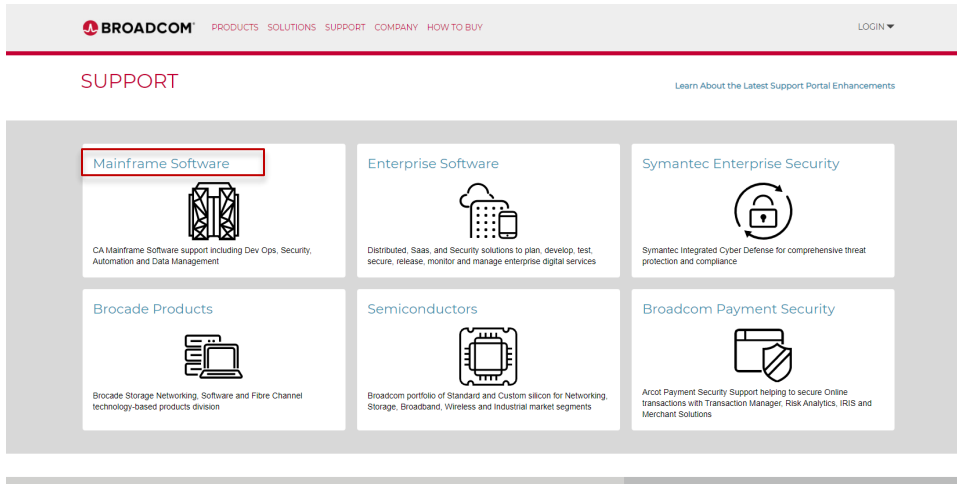 BROADCOM® PRODUCTS SOLUTIONS SUPPORT COMPANY HOW TO BUY LOGIN
SUPPORT
Learn About the Latest Support Portal Enhancements
Mainframe Software
CA Mainframe Software support including Dev Ops, Security,
Automation and Data Management
Enterprise Software
Distributed, Saas, and Security solutions to plan, develop, test,
secure, release, monitor and manage enterprise digital services
Symantec Enterprise Security
Symantec Integrated Cyber Defense for comprehensive threat
protection and compliance
Brocade Products
Brocade Storage Networking, Software and Fibre Channel
technology-based products division
Semiconductors
Broadcom portfolio of Standard and Custom silicon for Networking,
Storage, Broadband, Wireless and Industrial market segments
Broadcom Payment Security
Arcot Payment Security Support helping to secure Online
transactions with Transaction Manager, Risk Analytics, IRIS and
Merchant Solutions